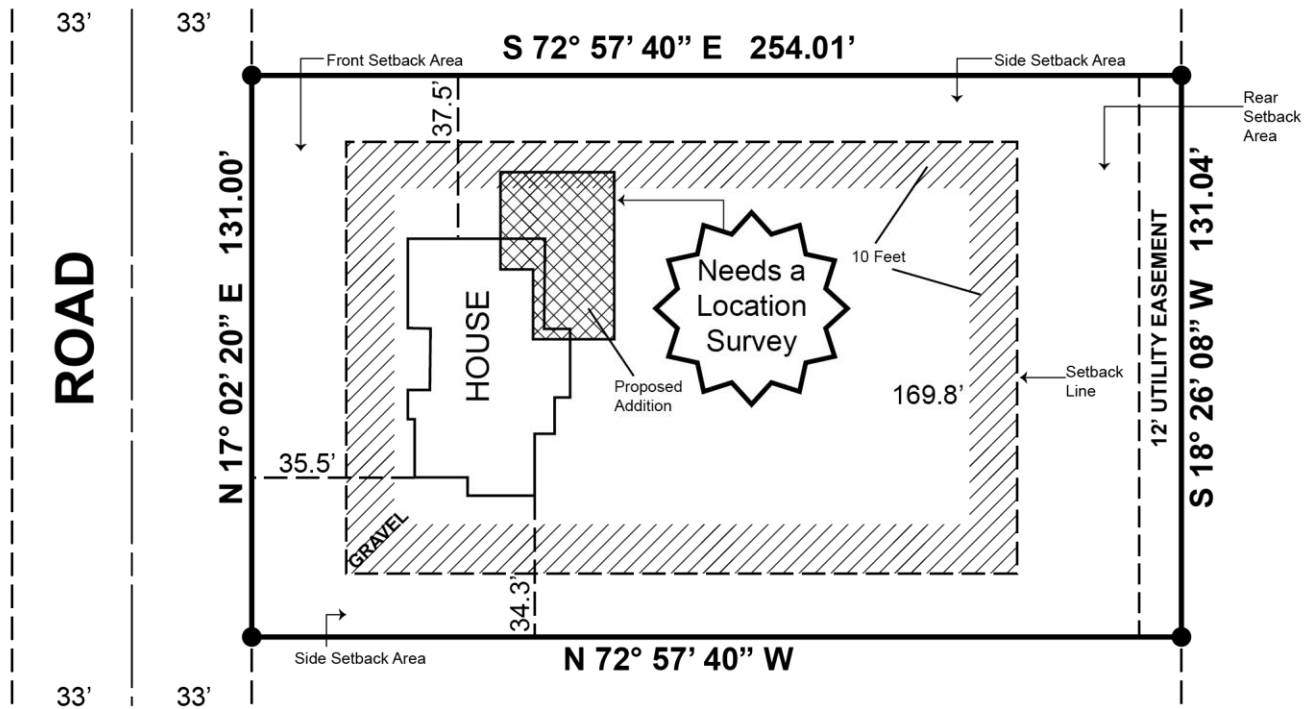 33’
33’
S 72° 57’ 40” E 254.01’
Front Setback Area
Side Setback Area
Rear
Setback
Area
37.5’
ROAD
N 17° 02’ 20” E 131.00’
HOUSE
Needs a
Location
Survey
10 Feet
Proposed
Addition
169.8’
Setback
Line
12’ UTILITY EASEMENT
S 18° 26’ 08” W 131.04’
35.5’
GRAVEL
34.3’
Side Setback Area
N 72° 57’ 40” W
33’
33’